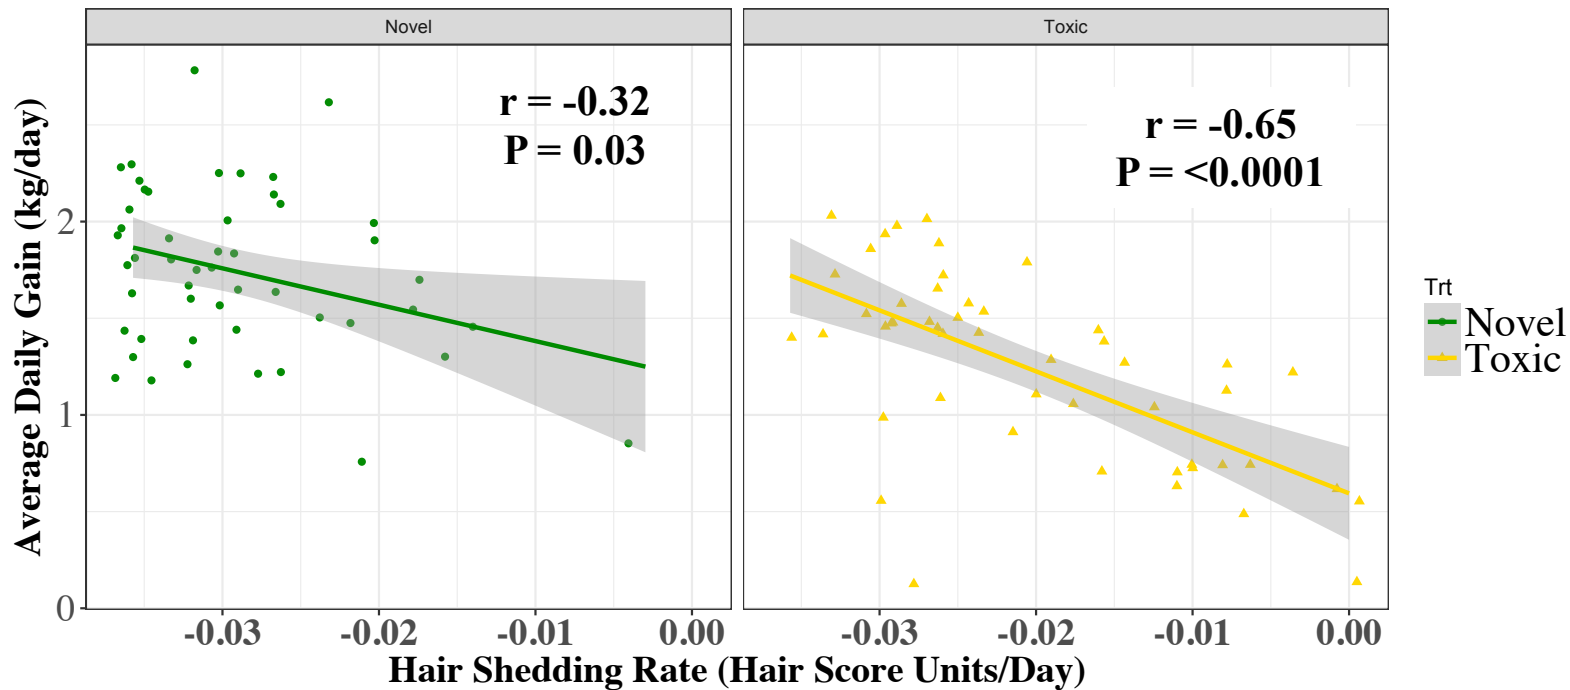 Novel
Toxic
r = -0.32
P = 0.03
r = -0.65
P = <0.0001
Average Daily Gain (kg/day)
2
1
0
-0.03
-0.02
-0.01
0.00
-0.03
-0.02
-0.01
0.00
Hair Shedding Rate (Hair Score Units/Day)
Trt
Novel
Toxic